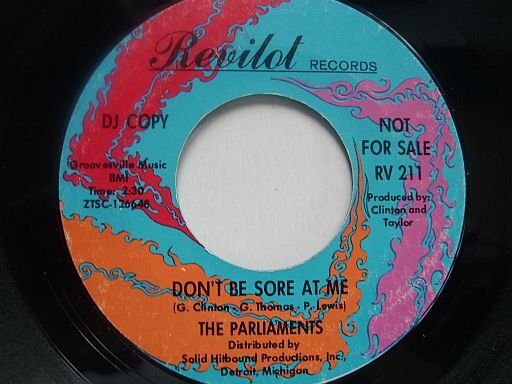 Revilot RECORDS
DJ COPY
Groovesville Music
BMI
Time: 2:30
ZTSC-126648
NOT
FOR SALE
RV 211
Produced by:
Clinton and
Taylor
DON'T BE SORE AT ME
(G. Clinton - G. Thomas - P. Lewis)
THE PARLIAMENTS
Distributed by
Solid Hitbound Productions, Inc.
Detroit, Michigan